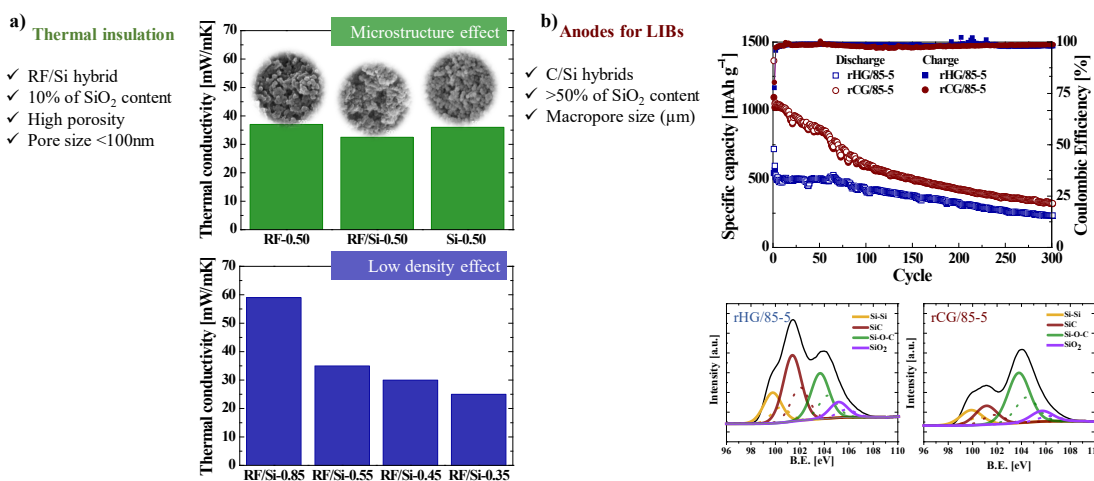 a)
Thermal insulation
✓ RF/Si hybrid
✓ 10% of SiO₂ content
✓ High porosity
✓ Pore size <100nm
Microstructure effect
Thermal conductivity [mW/mK]
70
60
50
40
30
20
10
0
RF-0.50 RF/Si-0.50 Si-0.50
Low density effect
Thermal conductivity [mW/mK]
70
60
50
40
30
20
10
0
RF/Si-0.85 RF/Si-0.55 RF/Si-0.45 RF/Si-0.35
b)
Anodes for LIBs
✓ C/Si hybrids
✓ >50% of SiO₂ content
✓ Macropore size (µm)
Specific capacity [mAh g⁻¹]
1500
1000
500
0
Discharge Charge
rHG/85-5 rHG/85-5
rCG/85-5 rCG/85-5
100
75
50
25
0
Coulombic Efficiency [%]
0 50 100 150 200 250 300
Cycle
rHG/85-5
Si-Si
SiC
Si-O-C
SiO₂
Intensity [a.u.]
96 98 100 102 104 106 108 110
B.E. [eV]
rCG/85-5
Si-Si
SiC
Si-O-C
SiO₂
Intensity [a.u.]
96 98 100 102 104 106 108 110
B.E. [eV]